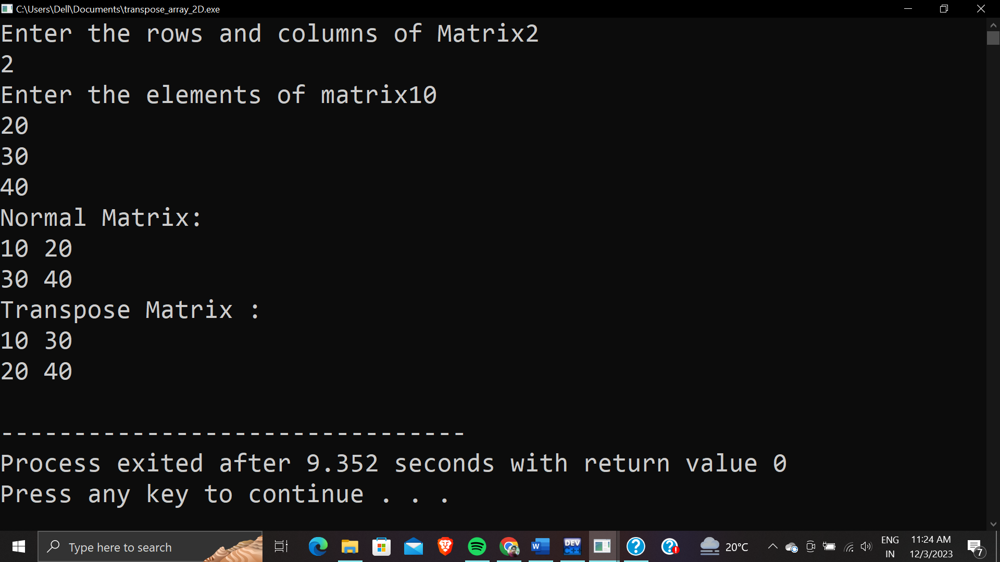 C:\Users\Dell\Documents\transpose_array_2D.exe
Enter the rows and columns of Matrix2
2
Enter the elements of matrix10
20
30
40
Normal Matrix:
10 20
30 40
Transpose Matrix :
10 30
20 40
--------------------------------
Process exited after 9.352 seconds with return value 0
Press any key to continue . . .
Type here to search
W
DEV
C++
?
?
!
20°C
ENG
IN
11:24 AM
12/3/2023
7